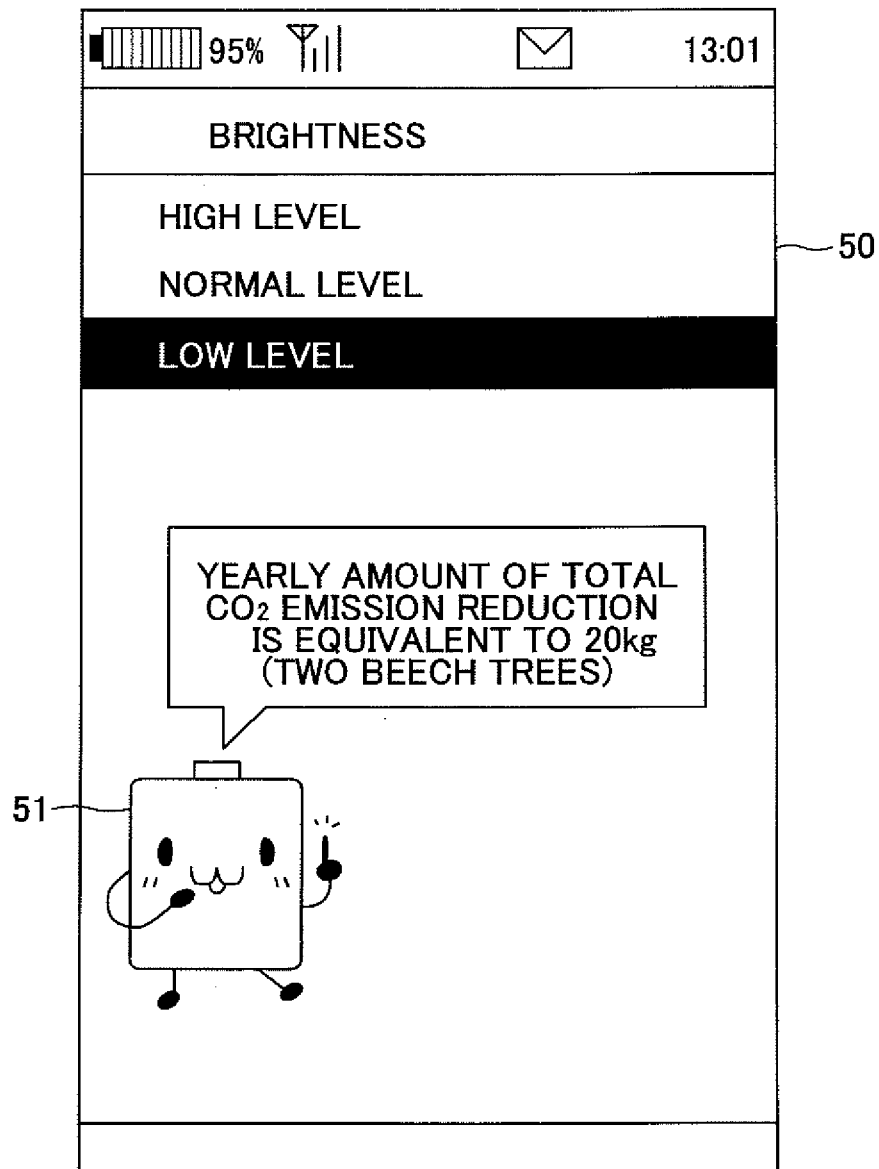 95% 13:01
BRIGHTNESS
HIGH LEVEL
50
NORMAL LEVEL
LOW LEVEL
YEARLY AMOUNT OF TOTAL
CO₂ EMISSION REDUCTION
IS EQUIVALENT TO 20kg
(TWO BEECH TREES)
51